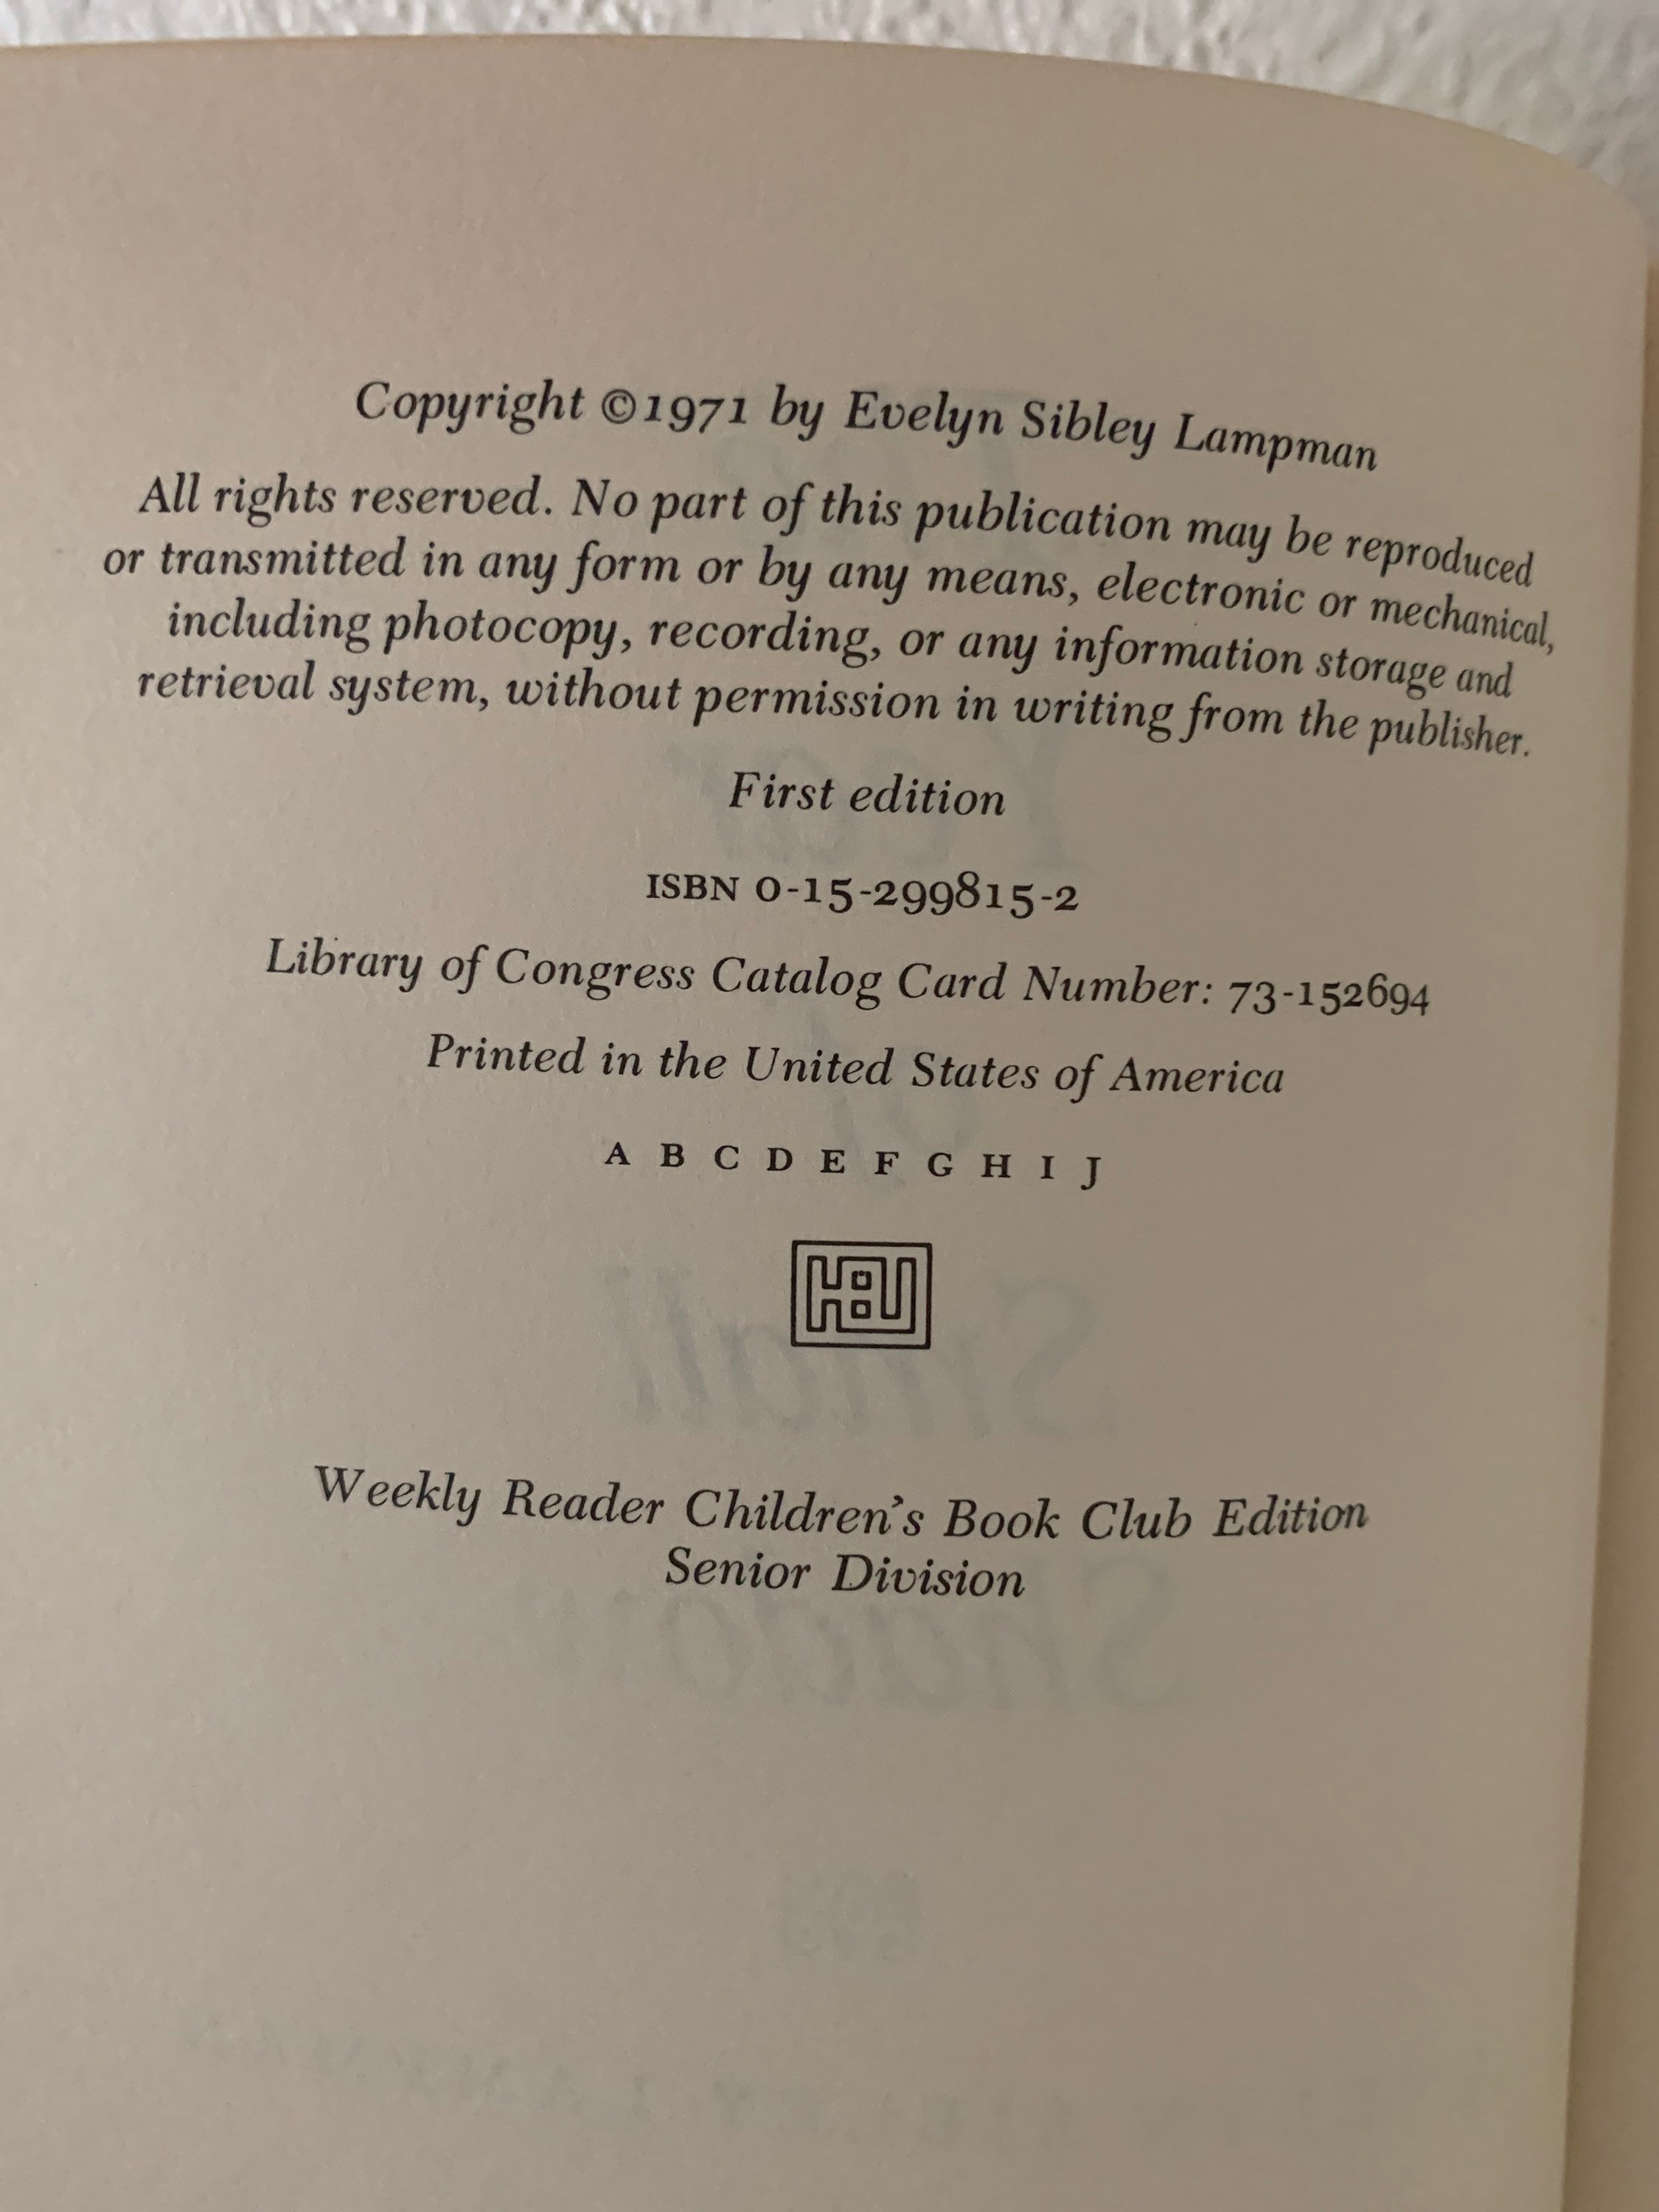 Copyright ©1971 by Evelyn Sibley Lampman
All rights reserved. No part of this publication may be reproduced
or transmitted in any form or by any means, electronic or mechanical,
including photocopy, recording, or any information storage and
retrieval system, without permission in writing from the publisher.
First edition
ISBN 0-15-299815-2
Library of Congress Catalog Card Number: 73-152694
Printed in the United States of America
A B C D E F G H I J
Weekly Reader Children's Book Club Edition
Senior Division